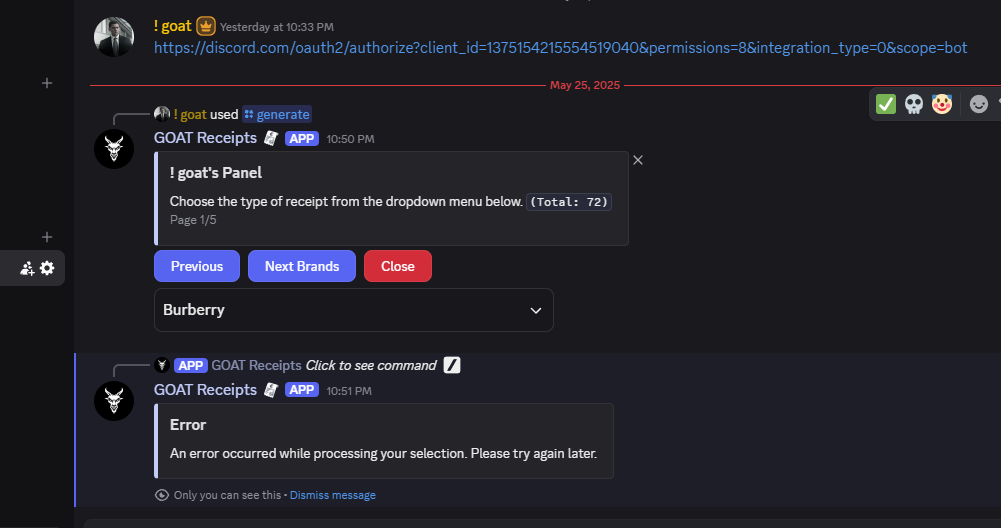 ! goat Yesterday at 10:33 PM
https://discord.com/oauth2/authorize?client_id=1375154215554519040&permissions=8&integration_type=0&scope=bot
May 25, 2025
! goat used generate
GOAT Receipts APP 10:50 PM
! goat's Panel
Choose the type of receipt from the dropdown menu below. (Total: 72)
Page 1/5
Previous Next Brands Close
Burberry
APP GOAT Receipts Click to see command
GOAT Receipts APP 10:51 PM
Error
An error occurred while processing your selection. Please try again later.
Only you can see this • Dismiss message